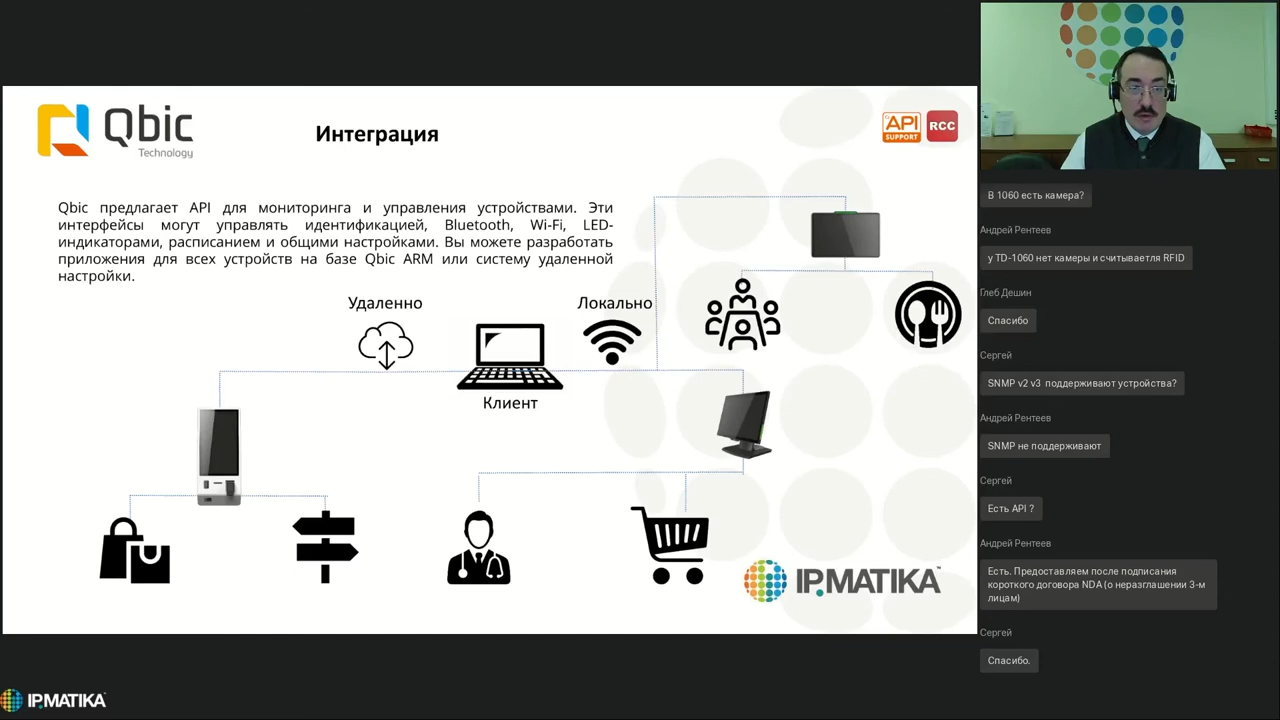 Qbic
Technology
Интеграция
API
SUPPORT
RCC
Qbic предлагает API для мониторинга и управления устройствами. Эти
интерфейсы могут управлять идентификацией, Bluetooth, Wi-Fi, LED-
индикаторами, расписанием и общими настройками. Вы можете разработать
приложения для всех устройств на базе Qbic ARM или систему удаленной
настройки.
Удаленно
Локально
Клиент
IP.MATIKA™
IP.MATIKA
В 1060 есть камера?
Андрей Рентеев
у TD-1060 нет камеры и считываетля RFID
Глеб Дешин
Спасибо
Сергей
SNMP v2 v3 поддерживают устройства?
Андрей Рентеев
SNMP не поддерживают
Сергей
Есть API ?
Андрей Рентеев
Есть. Предоставляем после подписания
короткого договора NDA (о неразглашении 3-м
лицам)
Сергей
Спасибо.